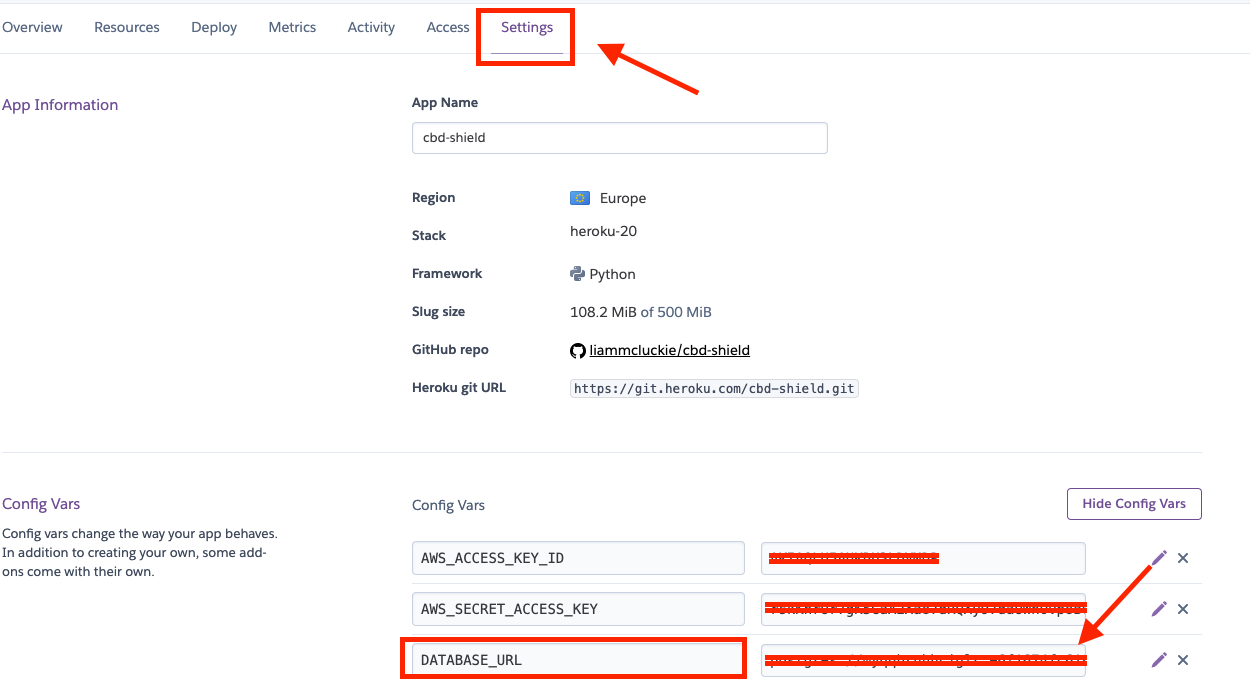 Overview Resources Deploy Metrics Activity Access Settings
App Information
App Name
cbd-shield
Region Europe
Stack heroku-20
Framework Python
Slug size 108.2 MiB of 500 MiB
GitHub repo liammcluckie/cbd-shield
Heroku git URL https://git.heroku.com/cbd-shield.git
Config Vars
Config vars change the way your app behaves.
In addition to creating your own, some add-
ons come with their own.
Config Vars Hide Config Vars
AWS_ACCESS_KEY_ID
AWS_SECRET_ACCESS_KEY
DATABASE_URL